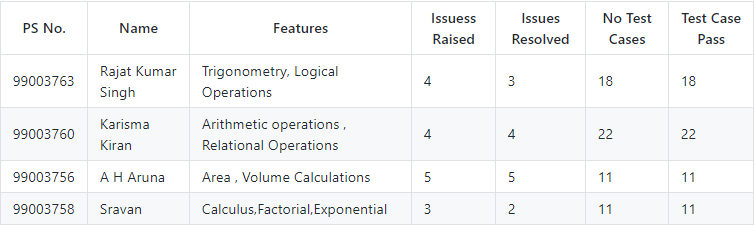 PS No. Name Features Issuess Raised Issues Resolved No Test Cases Test Case Pass
99003763 Rajat Kumar Singh Trigonometry, Logical Operations 4 3 18 18
99003760 Karisma Kiran Arithmetic operations , Relational Operations 4 4 22 22
99003756 A H Aruna Area , Volume Calculations 5 5 11 11
99003758 Sravan Calculus,Factorial,Exponential 3 2 11 11